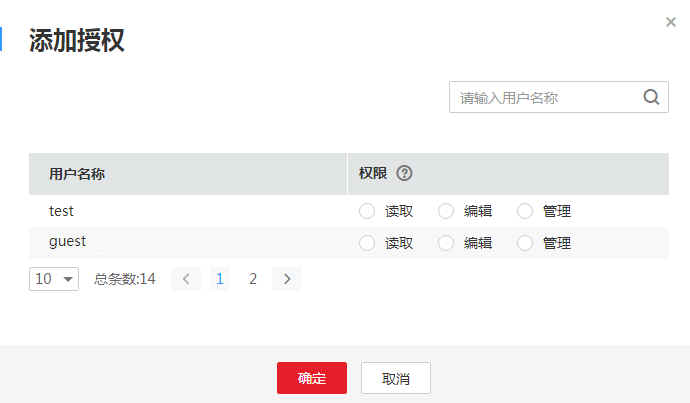 添加授权
请输入用户名称
用户名称 权限
test 读取 编辑 管理
guest 读取 编辑 管理
10 总条数:14 1 2
确定 取消